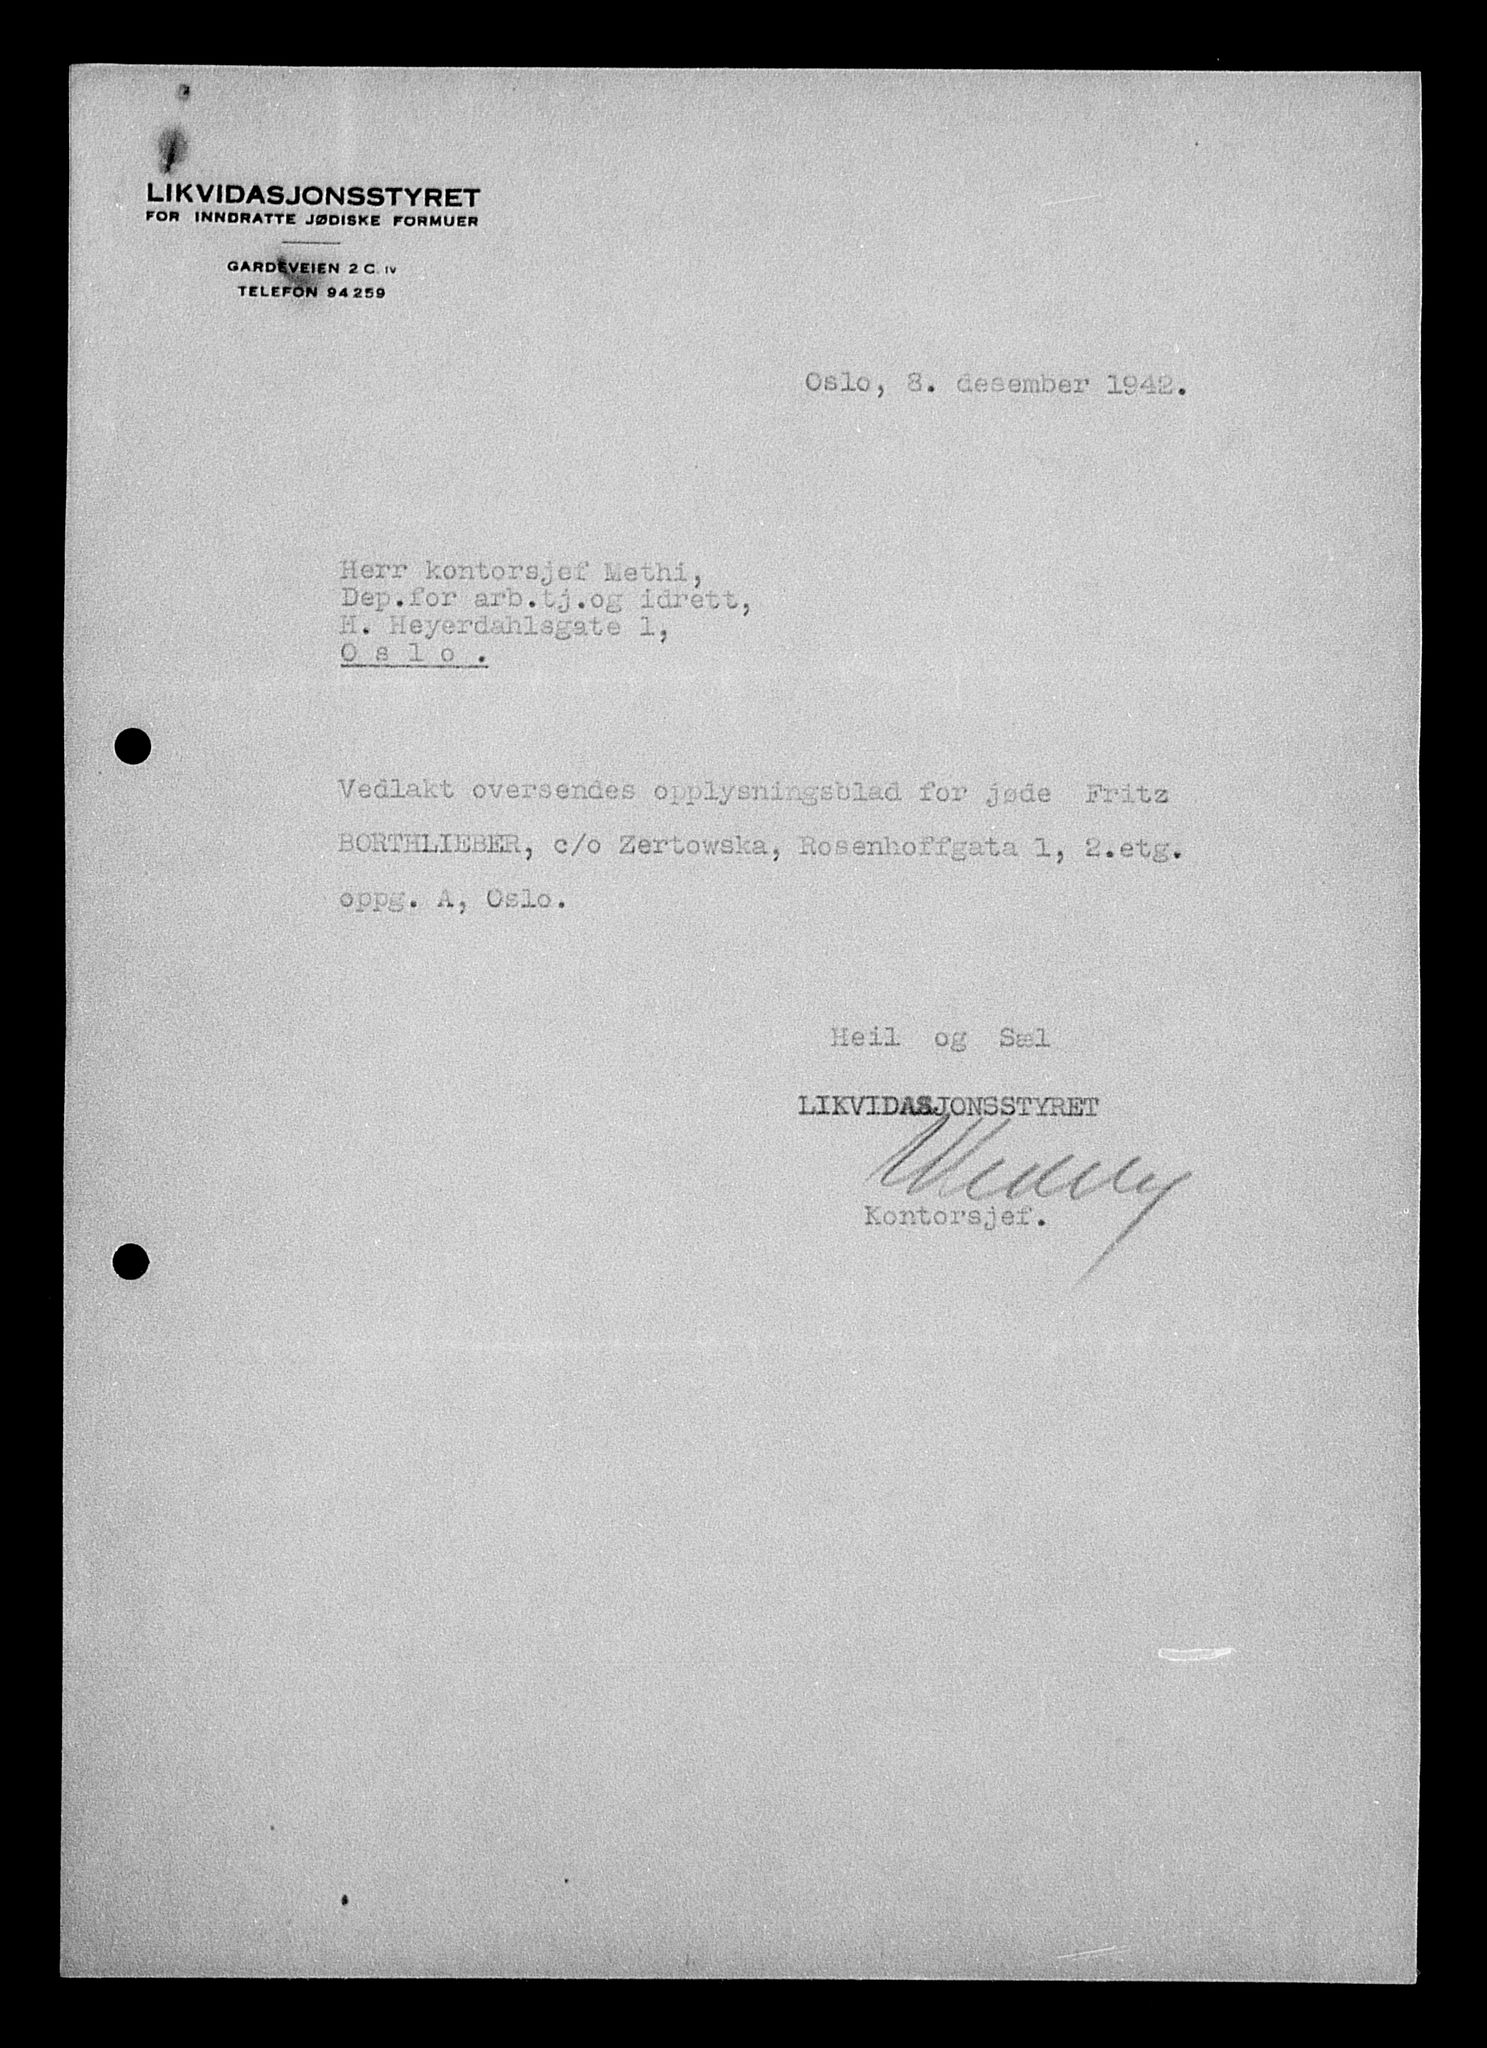 LIKVIDASJONSSTYRET
FOR INNDRATTE JØDISKE FORMUER
GARDEVEIEN 2 C. IV
TELEFON 94259
Oslo, 8. desember 1942.
Herr kontorsjef Methi,
Dep.for arb.tj.og idrett,
H. Heyerdahlsgate 1,
O s l o .
Vedlakt oversendes opplysningsblad for jøde Fritz
BORTHLIEBER, c/o Zertowska, Rosenhoffgata 1, 2.etg.
oppg. A, Oslo.
Heil og Sæl
LIKVIDASJONSSTYRET
Kontorsjef.